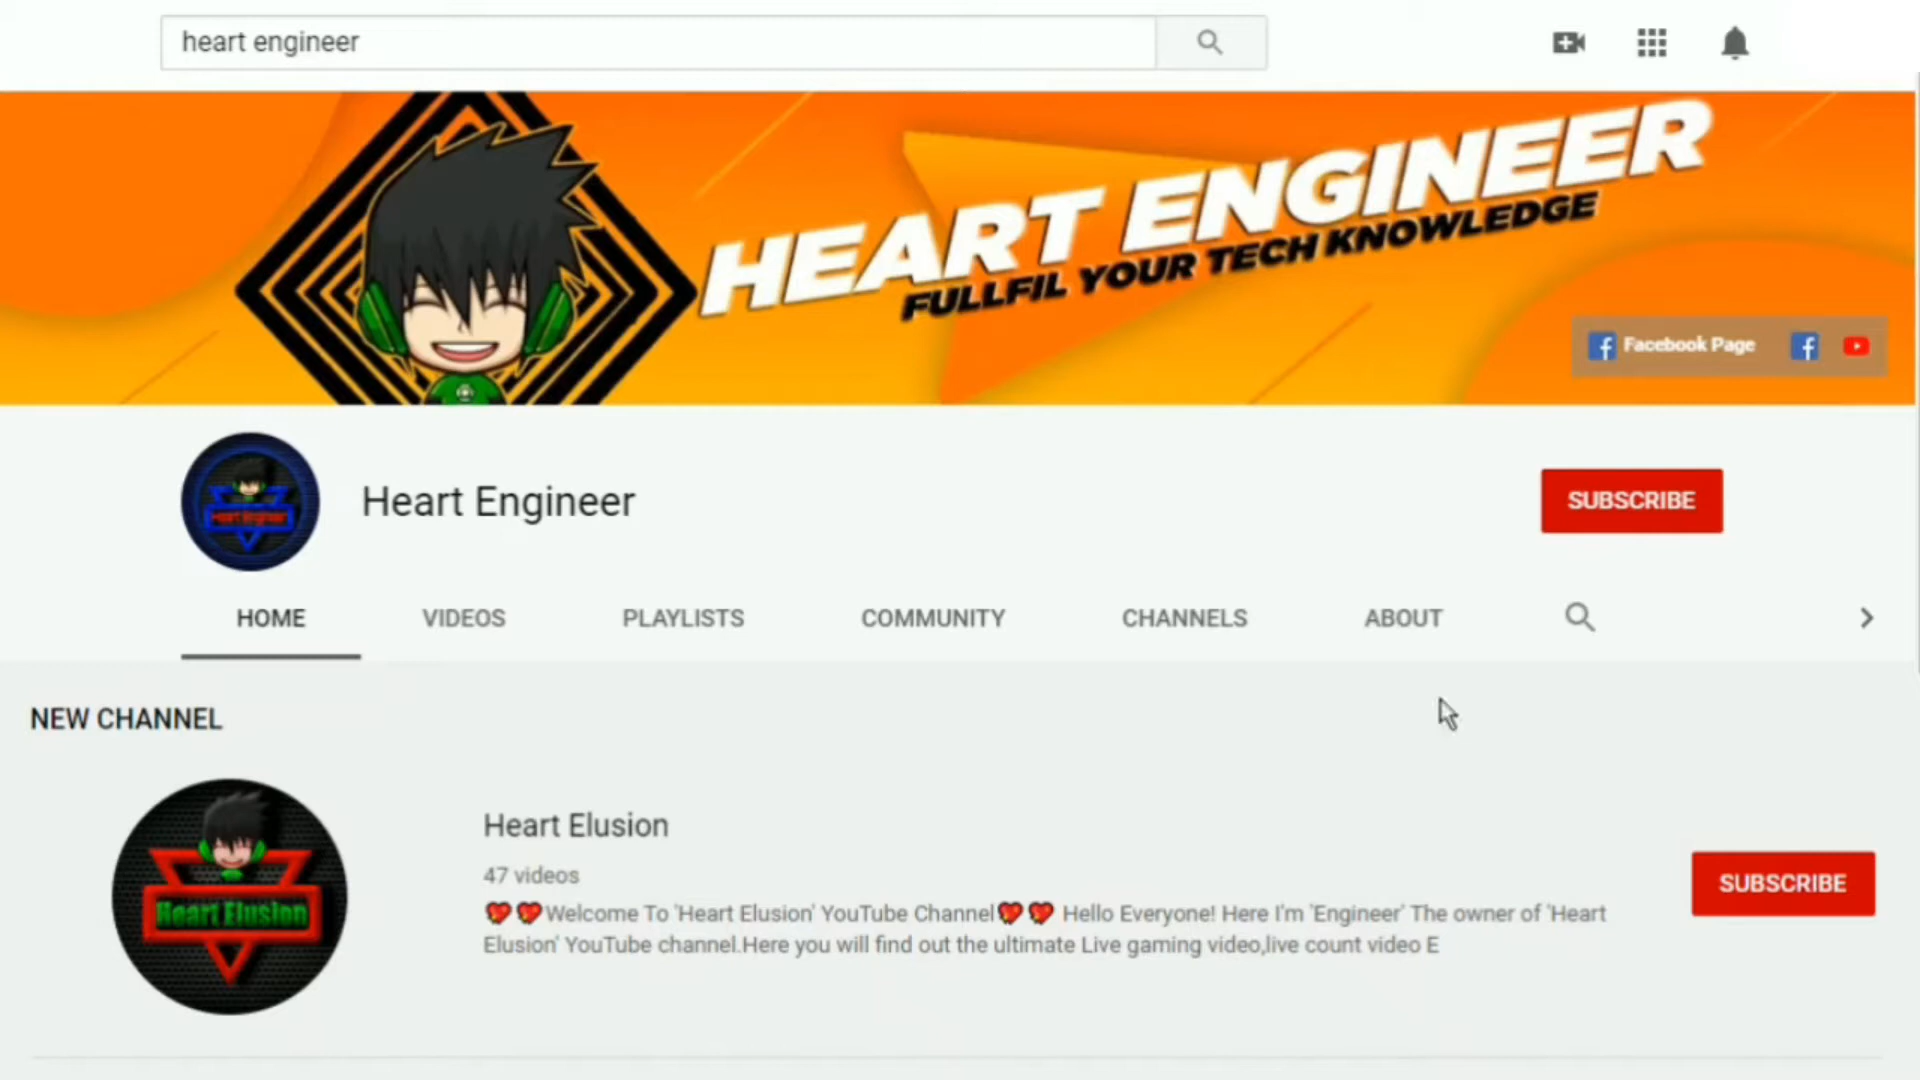 heart engineer
HEART ENGINEER
FULLFIL YOUR TECH KNOWLEDGE
Facebook Page
Heart Engineer
Heart Engineer
SUBSCRIBE
HOME VIDEOS PLAYLISTS COMMUNITY CHANNELS ABOUT
NEW CHANNEL
Heart Elusion
Heart Elusion
47 videos
💖💖Welcome To 'Heart Elusion' YouTube Channel💖💖 Hello Everyone! Here I'm 'Engineer' The owner of 'Heart
Elusion' YouTube channel.Here you will find out the ultimate Live gaming video,live count video E
SUBSCRIBE